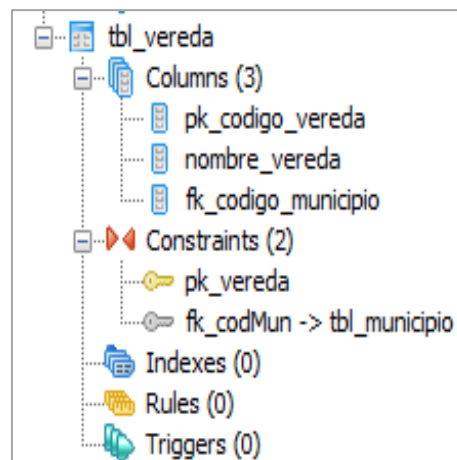 tbl_vereda
Columns (3)
pk_codigo_vereda
nombre_vereda
fk_codigo_municipio
Constraints (2)
pk_vereda
fk_codMun -> tbl_municipio
Indexes (0)
Rules (0)
Triggers (0)